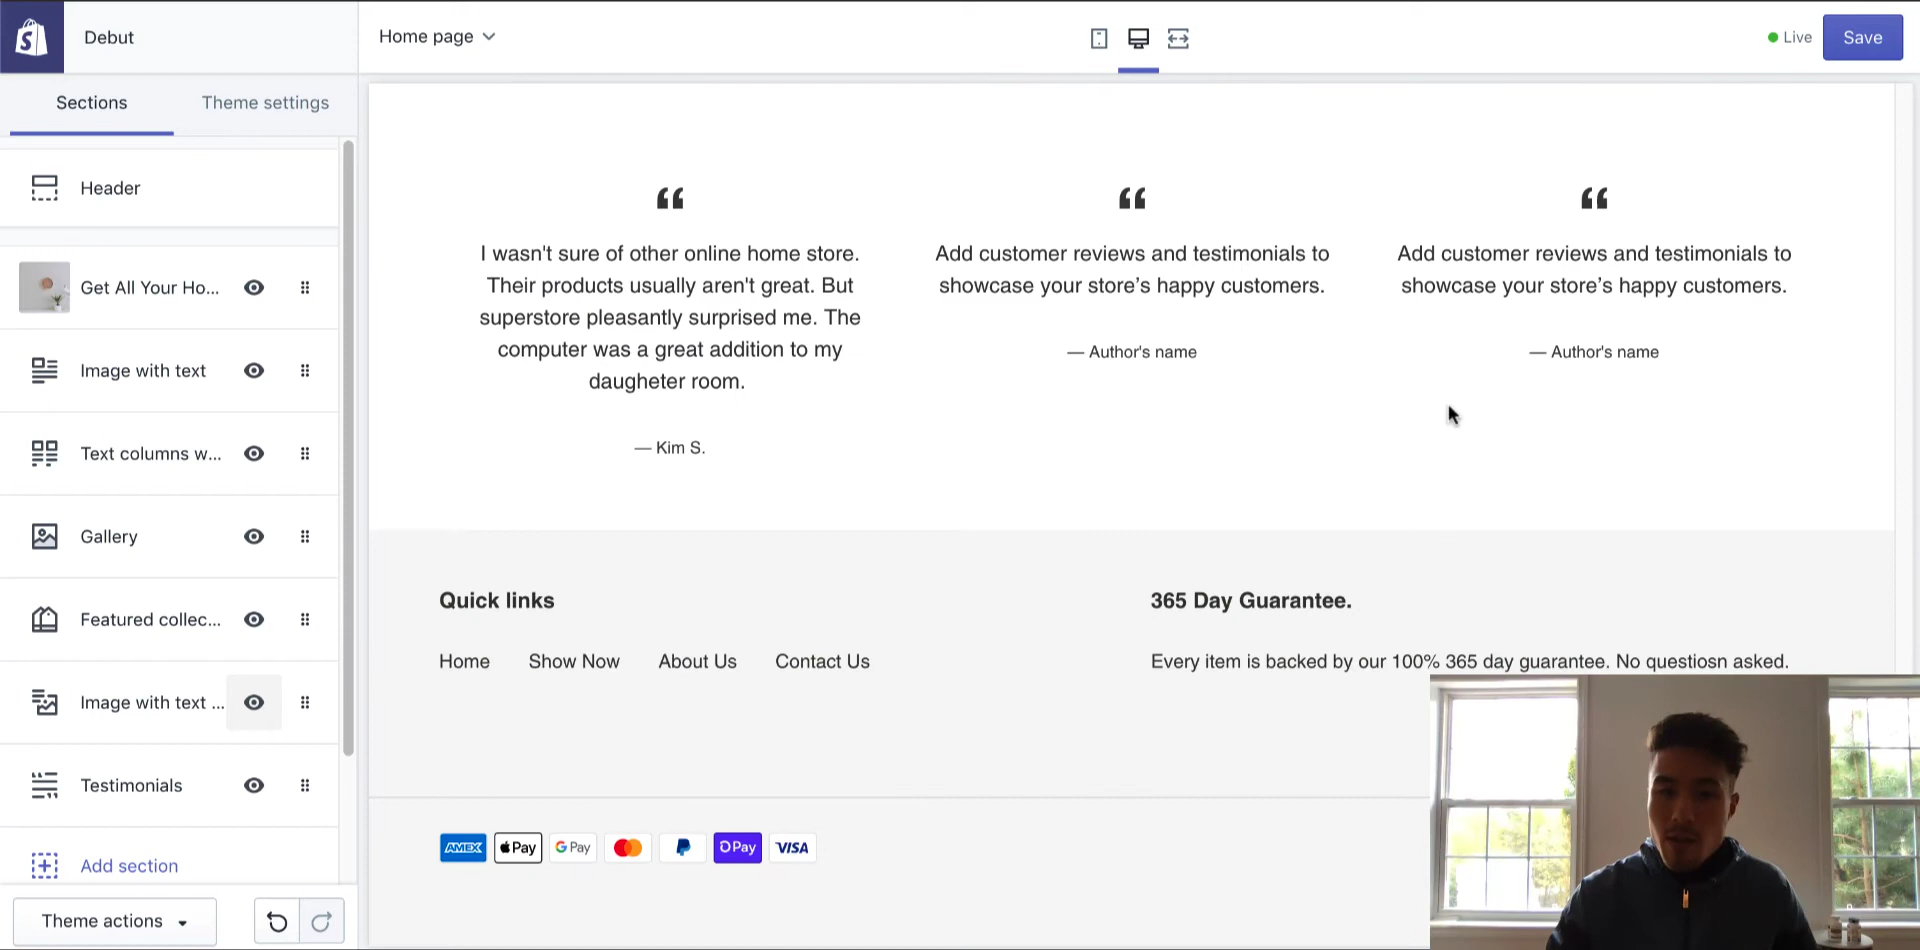 Debut
Home page
Live
Save
Sections
Theme settings
Header
Get All Your Ho...
Image with text
Text columns w...
Gallery
Featured collec...
Image with text ...
Testimonials
Add section
Theme actions
“
I wasn't sure of other online home store.
Their products usually aren't great. But
superstore pleasantly surprised me. The
computer was a great addition to my
daugheter room.
— Kim S.
“
Add customer reviews and testimonials to
showcase your store’s happy customers.
— Author's name
“
Add customer reviews and testimonials to
showcase your store’s happy customers.
— Author's name
Quick links
Home Show Now About Us Contact Us
365 Day Guarantee.
Every item is backed by our 100% 365 day guarantee. No questiosn asked.
AMEX Pay G Pay Pay VISA